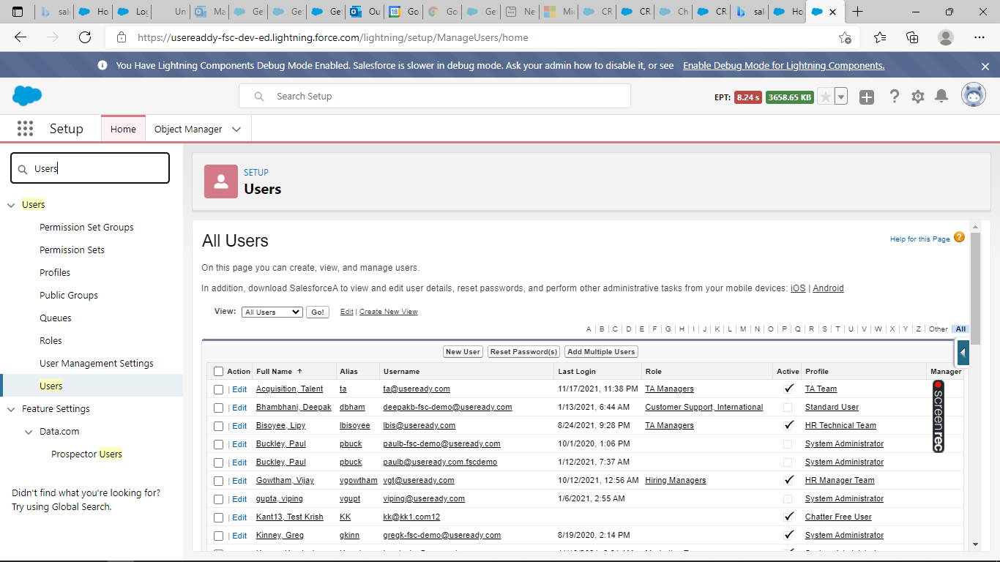 sale
Ho
Log
Un
Ma
Ge
Ge
Ge
Ou
Go
Go
Ge
Ne
Mi
CR
CR
Ch
CR
sale
Ho
https://usereaddy-fsc-dev-ed.lightning.force.com/lightning/setup/ManageUsers/home
You Have Lightning Components Debug Mode Enabled. Salesforce is slower in debug mode. Ask your admin how to disable it, or see Enable Debug Mode for Lightning Components.
Search Setup
EPT: 8.24 s 3658.65 KB
Setup Home Object Manager
Users
Users
Permission Set Groups
Permission Sets
Profiles
Public Groups
Queues
Roles
User Management Settings
Users
Feature Settings
Data.com
Prospector Users
Didn't find what you're looking for?
Try using Global Search.
SETUP
Users
All Users
Help for this Page ?
On this page you can create, view, and manage users.
In addition, download SalesforceA to view and edit user details, reset passwords, and perform other administrative tasks from your mobile devices: iOS | Android
View: All Users Go! Edit | Create New View
A | B | C | D | E | F | G | H | I | J | K | L | M | N | O | P | Q | R | S | T | U | V | W | X | Y | Z | Other | All
New User Reset Password(s) Add Multiple Users
Action Full Name ↑ Alias Username Last Login Role Active Profile Manager
| Edit Acquisition, Talent ta ta@useready.com 11/17/2021, 11:38 PM TA Managers ✓ TA Team
| Edit Bhambhani, Deepak dbham deepakb-fsc-demo@useready.com 1/13/2021, 6:44 AM Customer Support, International Standard User
| Edit Bisoyee, Lipy lbisoyee lbis@useready.com 8/24/2021, 9:28 PM TA Managers ✓ HR Technical Team
| Edit Buckley, Paul pbuck paulb-fsc-demo@useready.com 10/1/2020, 1:06 PM System Administrator
| Edit Buckley, Paul pbuck paulb@useready.com.fscdemo 1/12/2021, 7:37 AM System Administrator
| Edit Gowtham, Vijay vgowtham vgt@useready.com 10/12/2021, 12:56 AM Hiring Managers ✓ HR Manager Team
| Edit gupta, viping vgupt viping@useready.com 1/6/2021, 2:55 AM System Administrator
| Edit Kant13, Test Krish KK kk@kk1.com12 ✓ Chatter Free User
| Edit Kinney, Greg gkinn gregk-fsc-demo@useready.com 8/19/2020, 2:14 PM ✓ System Administrator
screenrec